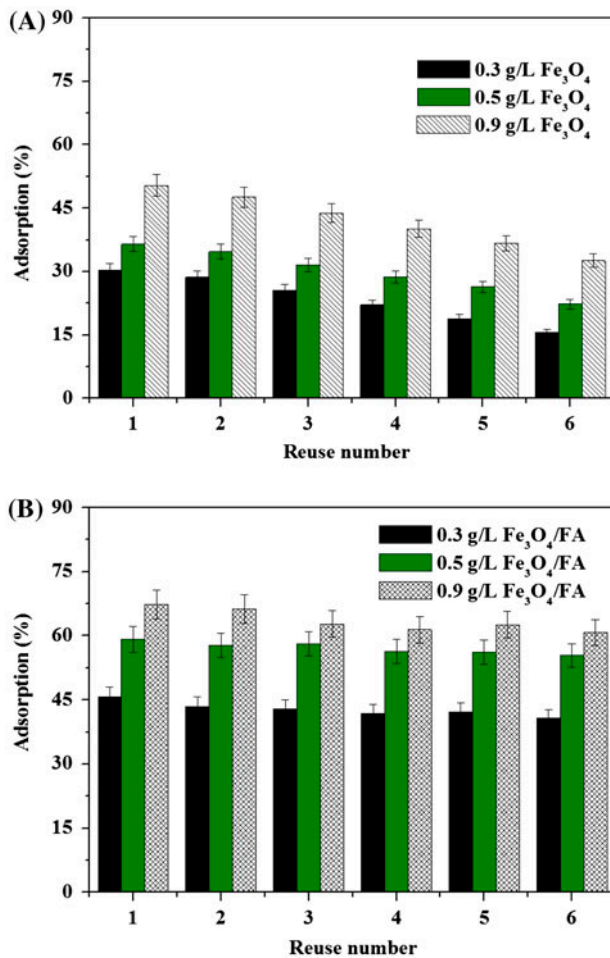 (A)
90
75
60
45
30
15
0
Adsorption (%)
0.3 g/L Fe₃O₄
0.5 g/L Fe₃O₄
0.9 g/L Fe₃O₄
1 2 3 4 5 6
Reuse number
(B)
90
75
60
45
30
15
0
Adsorption (%)
0.3 g/L Fe₃O₄/FA
0.5 g/L Fe₃O₄/FA
0.9 g/L Fe₃O₄/FA
1 2 3 4 5 6
Reuse number